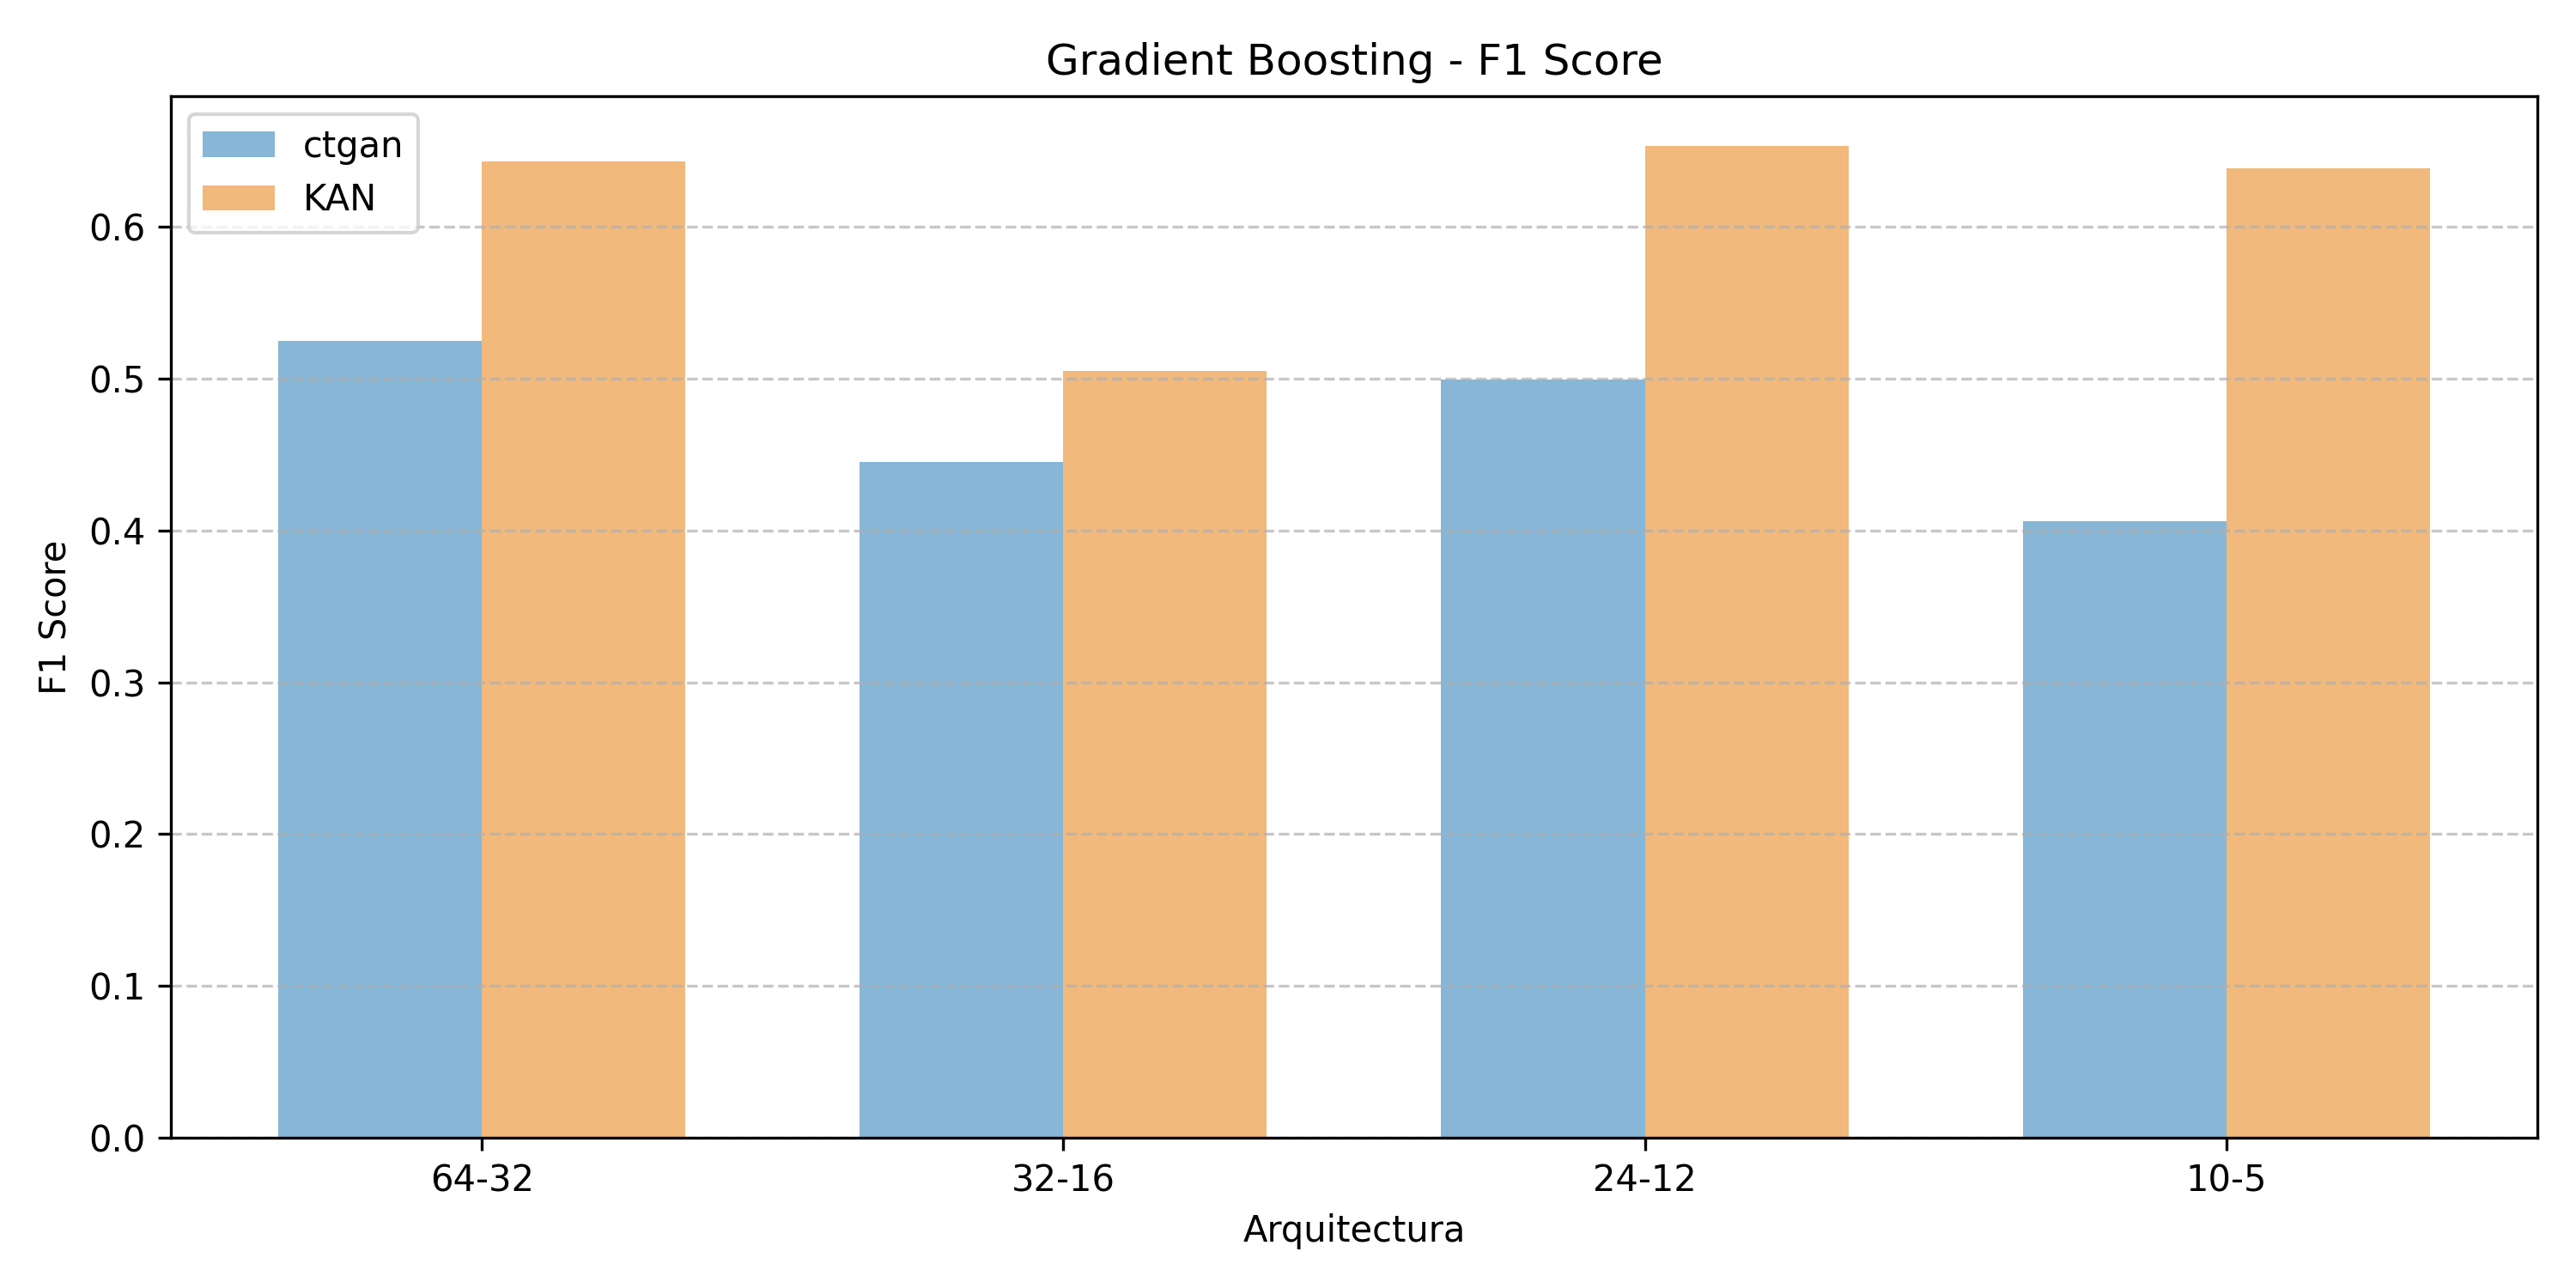 Gradient Boosting - F1 Score
ctgan
KAN
F1 Score
0.6
0.5
0.4
0.3
0.2
0.1
0.0
64-32
32-16
24-12
10-5
Arquitectura